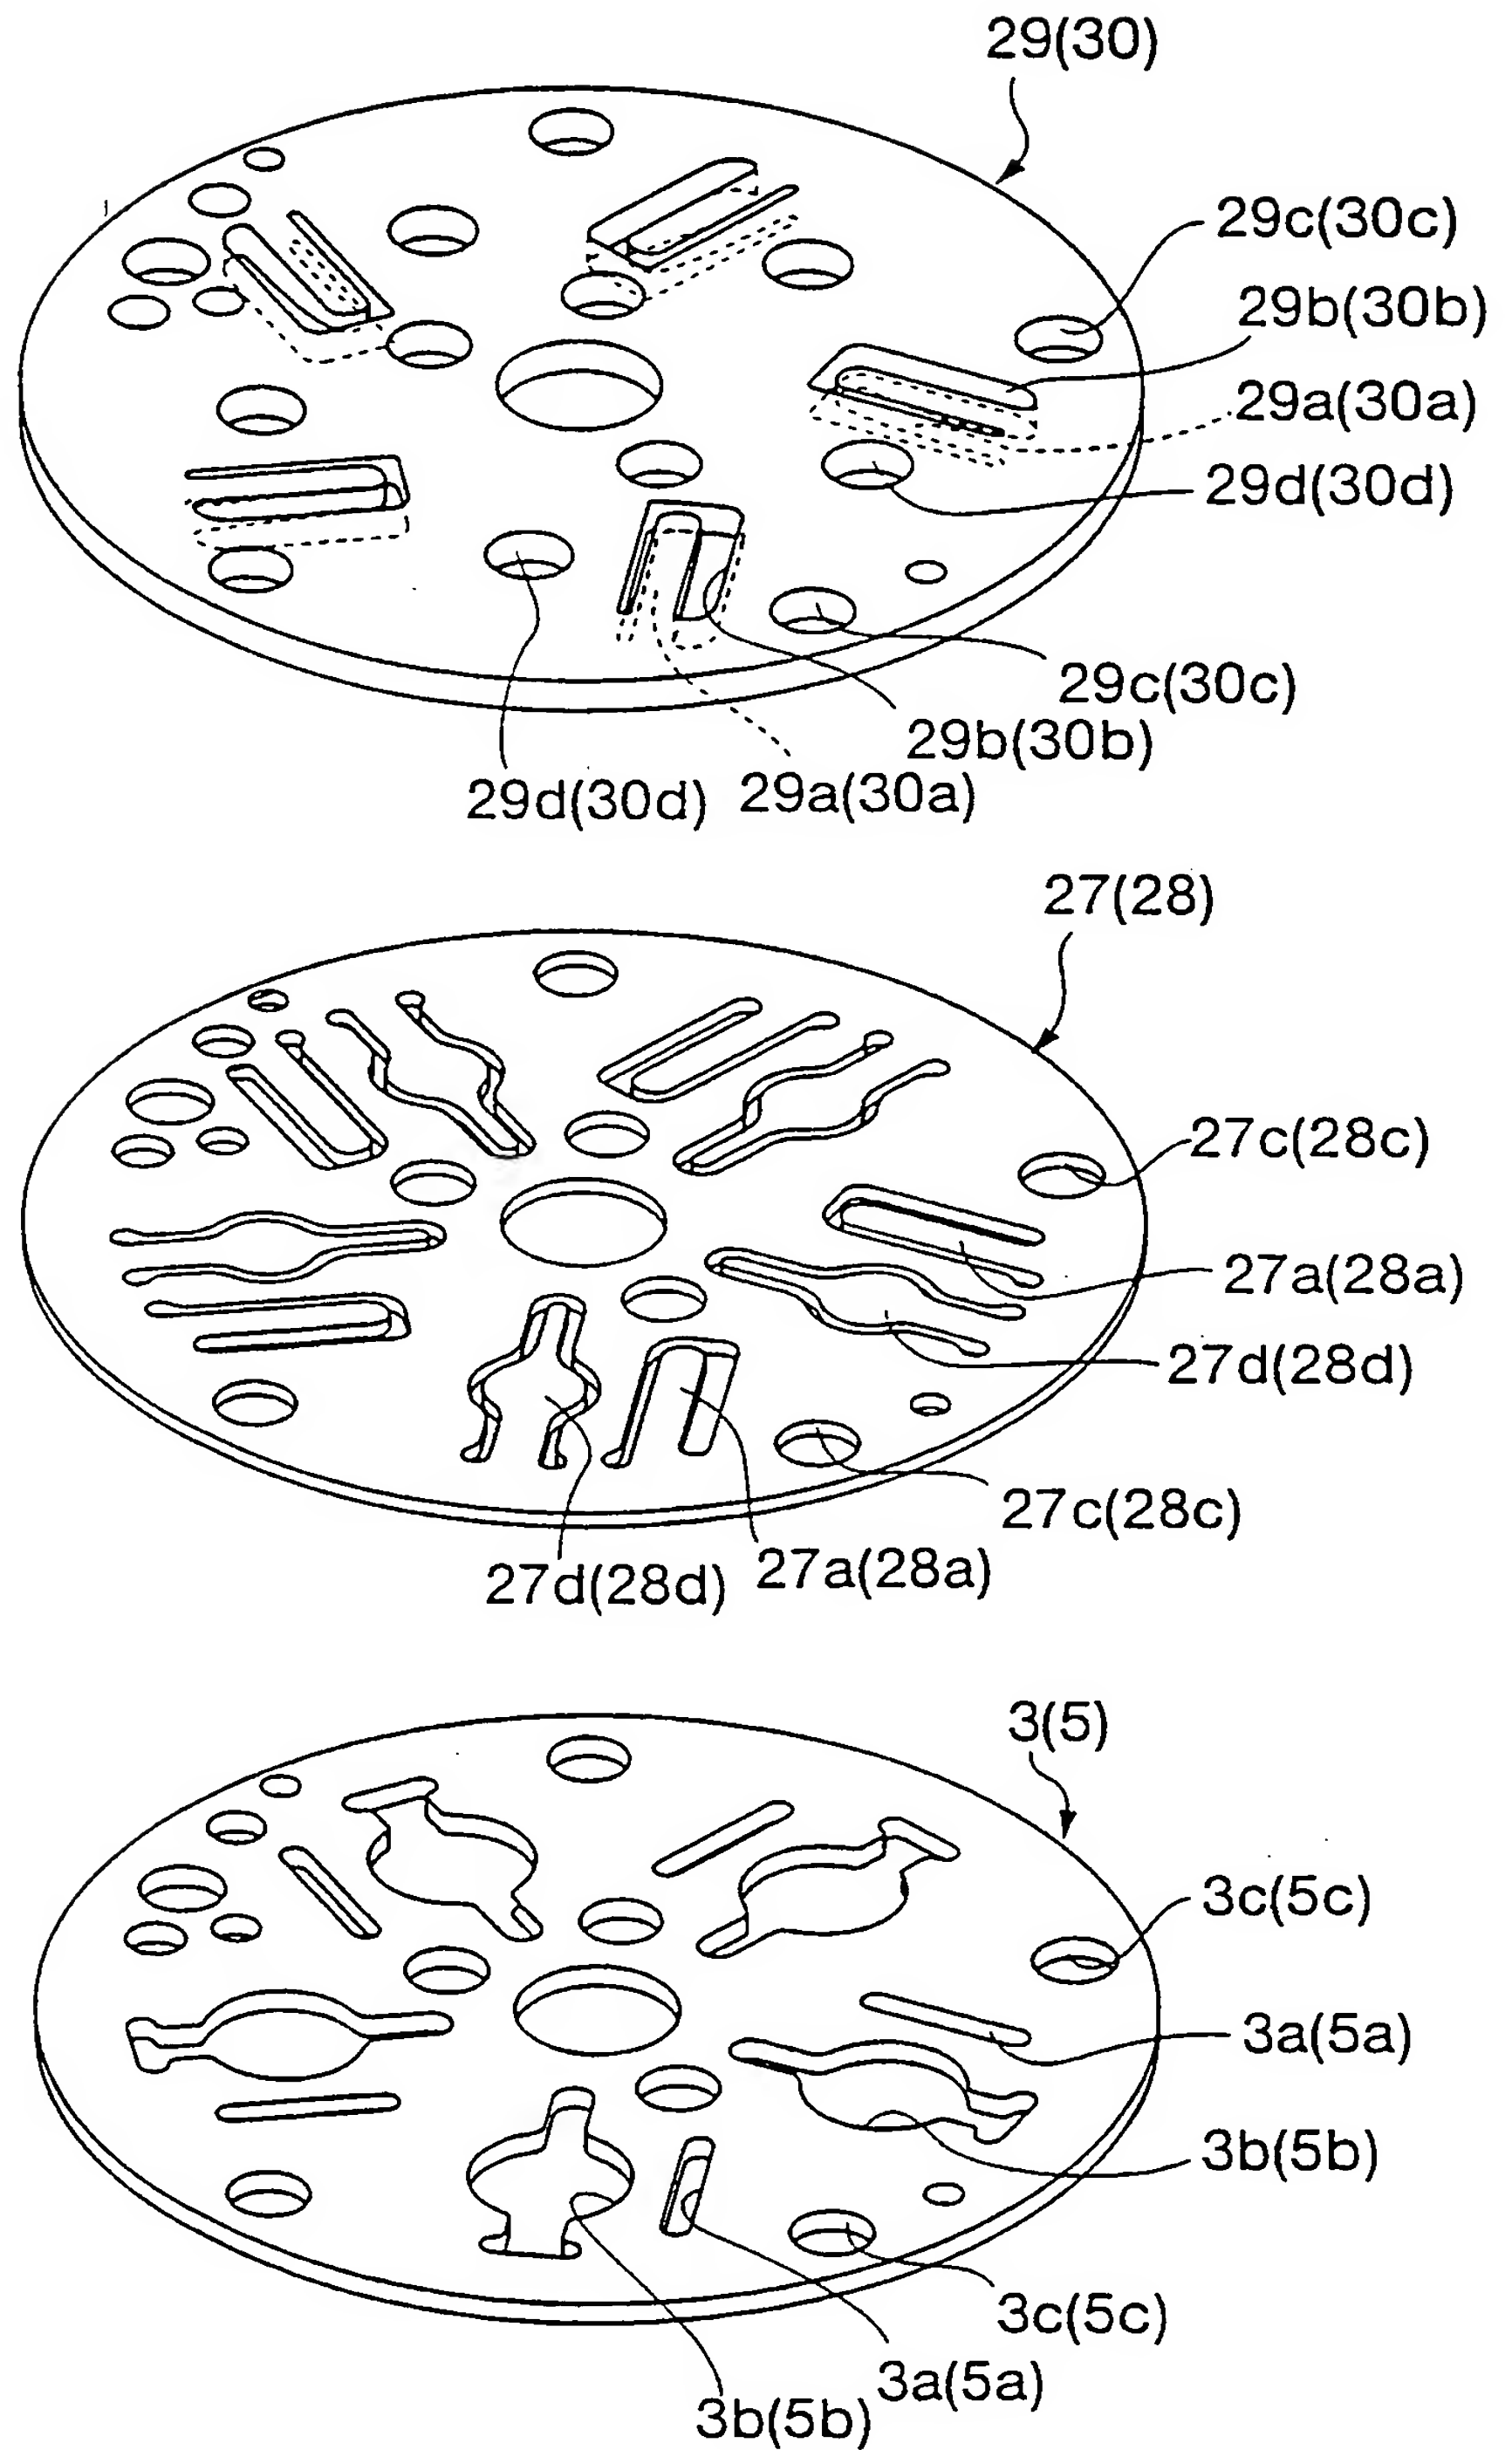 29(30)
29c(30c)
29b(30b)
29a(30a)
29d(30d)
29c(30c)
29b(30b)
29d(30d) 29a(30a)
27(28)
27c(28c)
27a(28a)
27d(28d)
27c(28c)
27d(28d) 27a(28a)
3(5)
3c(5c)
3a(5a)
3b(5b)
3c(5c)
3a(5a)
3b(5b)